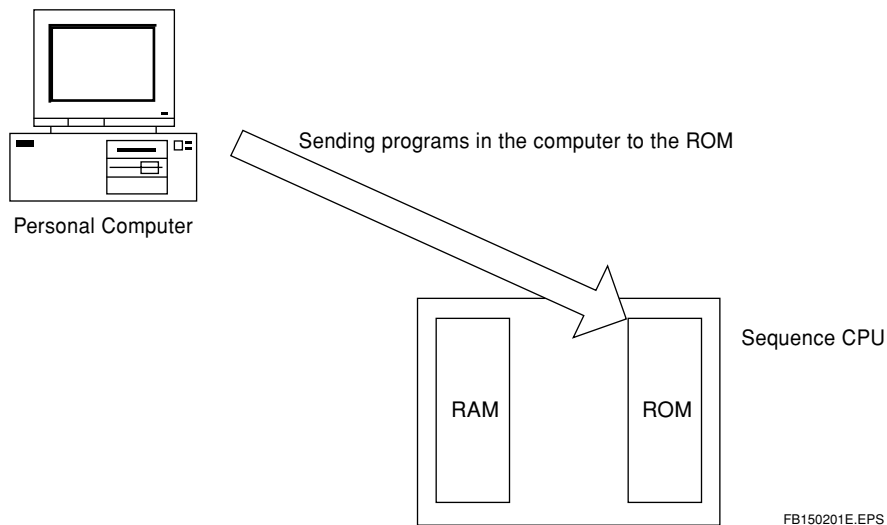 Sending programs in the computer to the ROM
Personal Computer
Sequence CPU
RAM
ROM
FB150201E.EPS